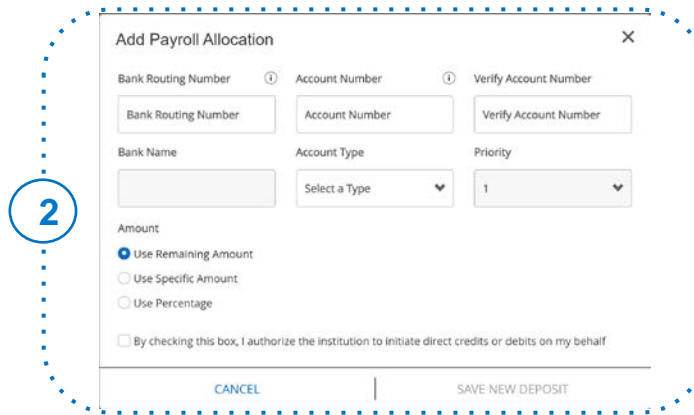 Add Payroll Allocation
Bank Routing Number Account Number Verify Account Number
Bank Routing Number Account Number Verify Account Number
Bank Name Account Type Priority
Select a Type 1
2
Amount
Use Remaining Amount
Use Specific Amount
Use Percentage
By checking this box, I authorize the institution to initiate direct credits or debits on my behalf
CANCEL SAVE NEW DEPOSIT